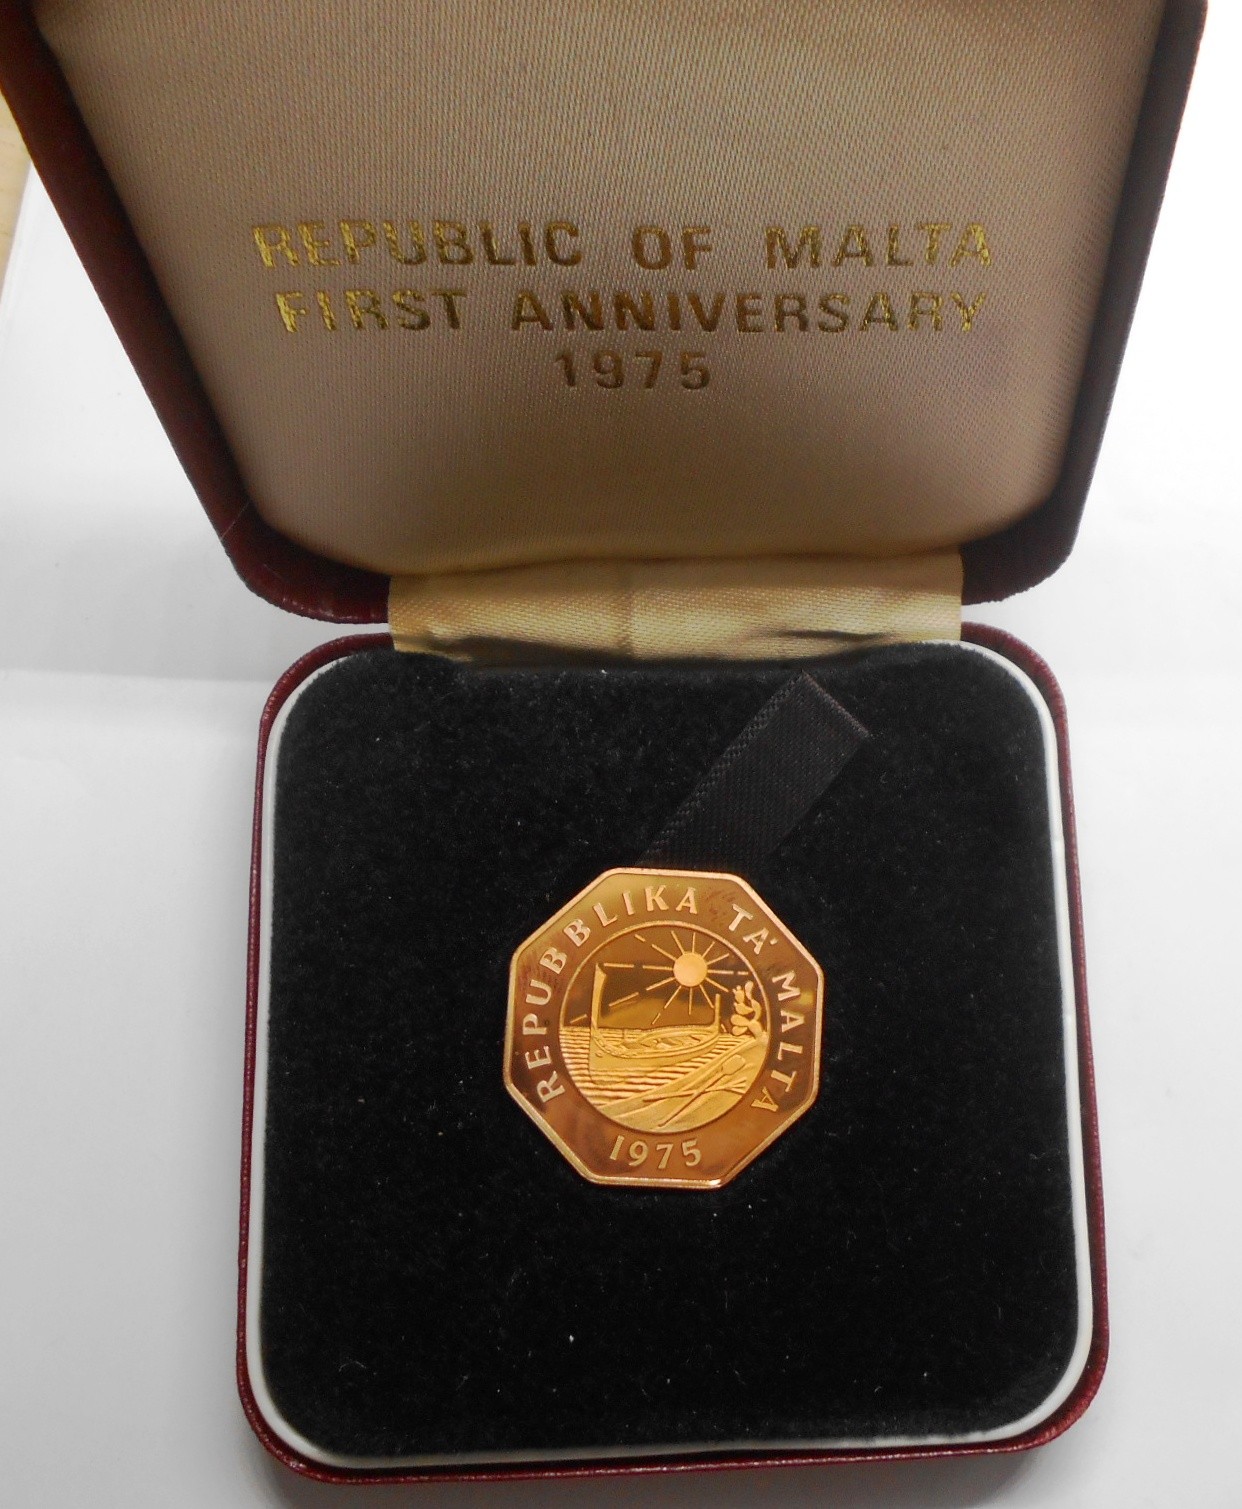 REPUBLIC OF MALTA
FIRST ANNIVERSARY
1975
REPUBBLIKA TA' MALTA
1975